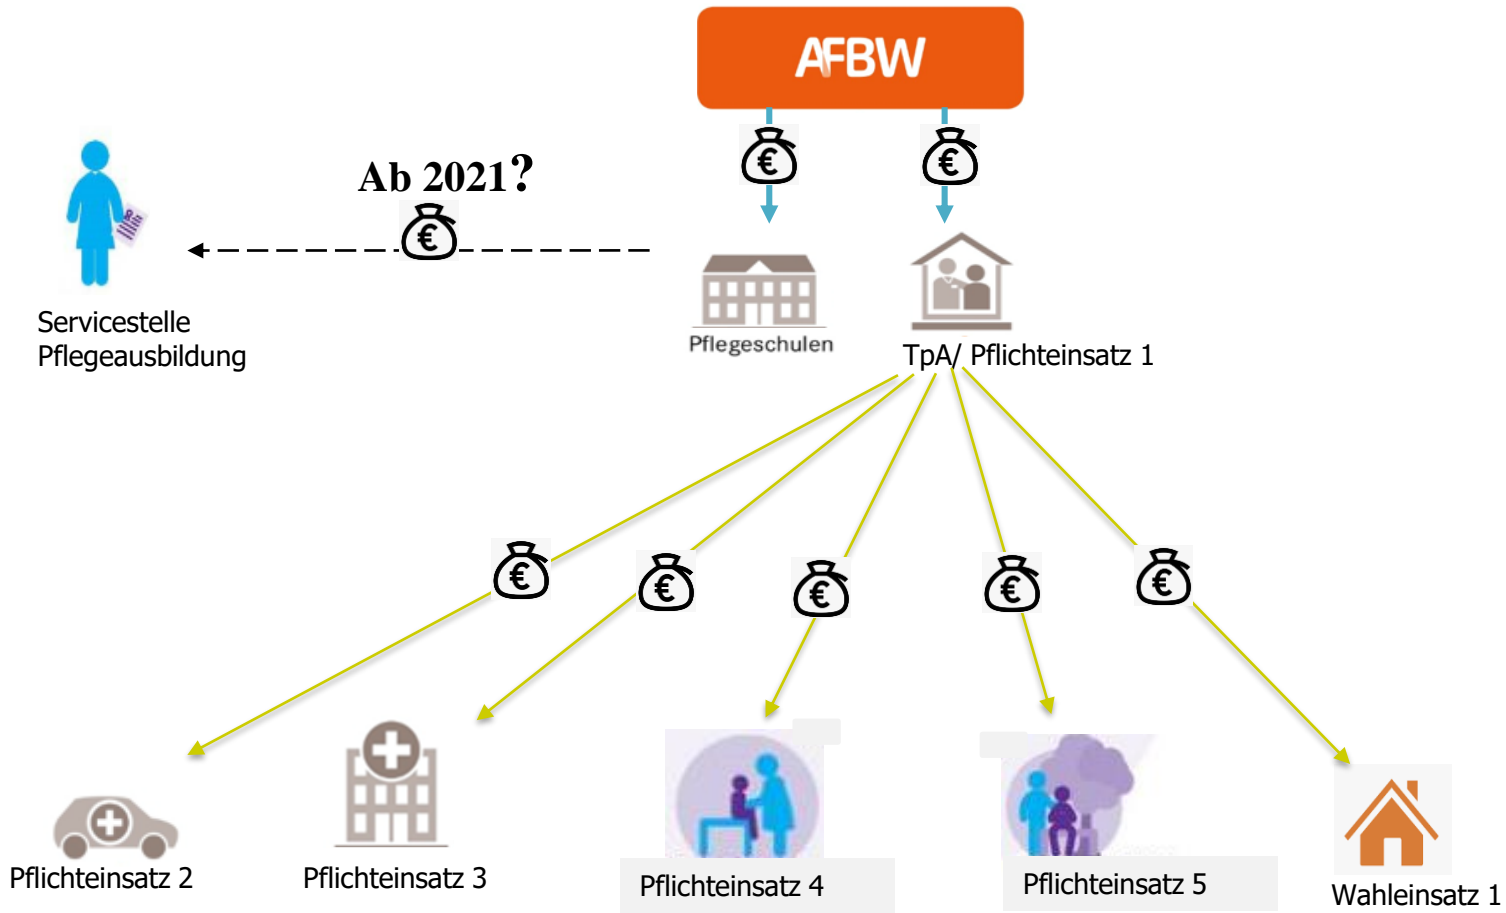 AFBW
Ab 2021?
€
€
€
Servicestelle
Pflegeausbildung
Pflegeschulen
TpA/ Pflichteinsatz 1
€
€
€
€
€
Pflichteinsatz 2
Pflichteinsatz 3
Pflichteinsatz 4
Pflichteinsatz 5
Wahleinsatz 1